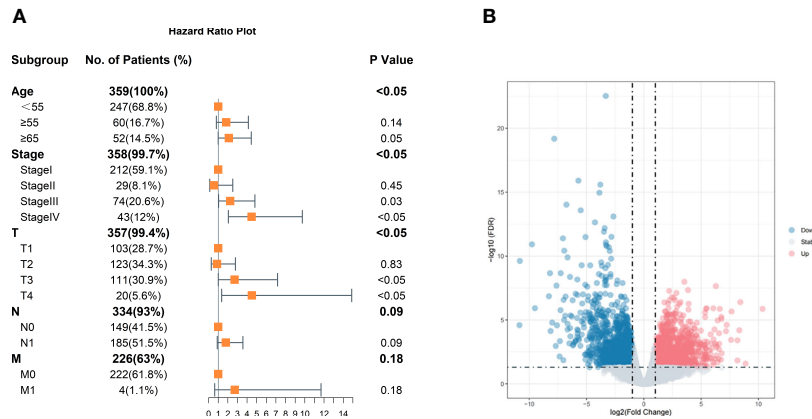 A
Hazard Ratio Plot
Subgroup No. of Patients (%) P Value
Age 359(100%) <0.05
<55 247(68.8%)
≥55 60(16.7%) 0.14
≥65 52(14.5%) 0.05
Stage 358(99.7%) <0.05
StageI 212(59.1%)
StageII 29(8.1%) 0.45
StageIII 74(20.6%) 0.03
StageIV 43(12%) <0.05
T 357(99.4%) <0.05
T1 103(28.7%)
T2 123(34.3%) 0.83
T3 111(30.9%) <0.05
T4 20(5.6%) <0.05
N 334(93%) 0.09
N0 149(41.5%)
N1 185(51.5%) 0.09
M 226(63%) 0.18
M0 222(61.8%)
M1 4(1.1%) 0.18
0 1 2 3 4 5 6 7 8 9 10 12 14
B
−log10 (FDR)
20
15
10
5
0
−10 −5 0 5 10
log2(Fold Change)
Dow
Stab
Up